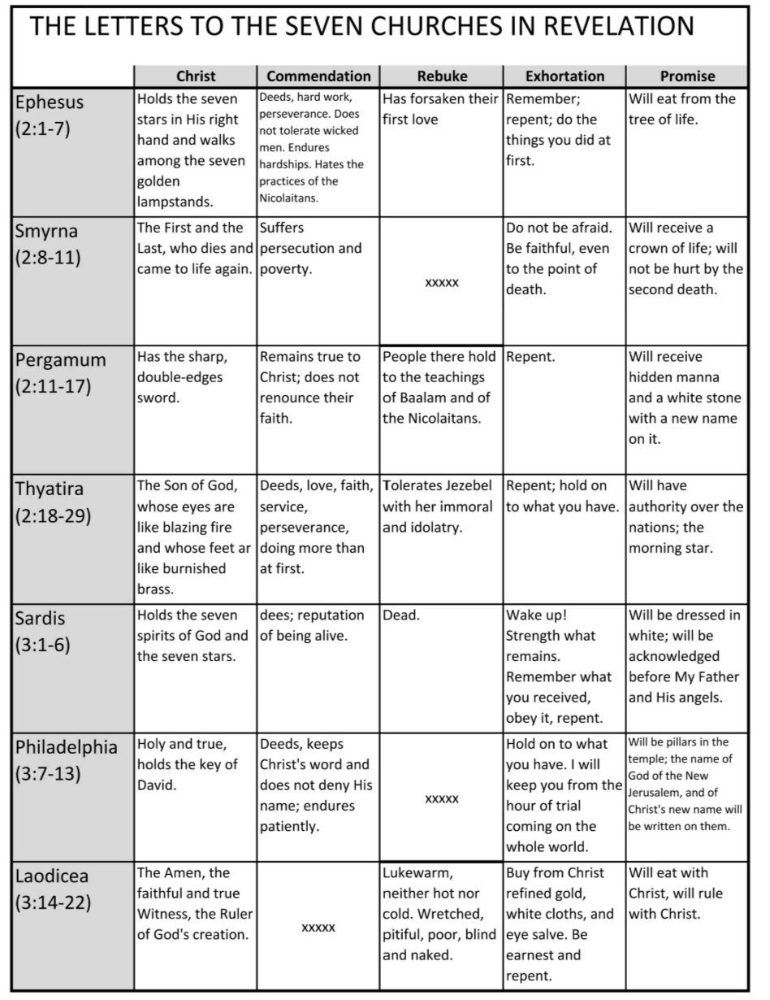 THE LETTERS TO THE SEVEN CHURCHES IN REVELATION
Christ
Commendation
Rebuke
Exhortation
Promise
Ephesus
(2:1-7)
Holds the seven
stars in His right
hand and walks
among the seven
golden
lampstands.
Deeds, hard work,
perseverance. Does
not tolerate wicked
men. Endures
hardships. Hates the
practices of the
Nicolaitans.
Has forsaken their
first love
Remember;
repent; do the
things you did at
first.
Will eat from the
tree of life.
Smyrna
(2:8-11)
The First and the
Last, who dies and
came to life again.
Suffers
persecution and
poverty.
xxxxx
Do not be afraid.
Be faithful, even
to the point of
death.
Will receive a
crown of life; will
not be hurt by the
second death.
Pergamum
(2:11-17)
Has the sharp,
double-edges
sword.
Remains true to
Christ; does not
renounce their
faith.
People there hold
to the teachings
of Baalam and of
the Nicolaitans.
Repent.
Will receive
hidden manna
and a white stone
with a new name
on it.
Thyatira
(2:18-29)
The Son of God,
whose eyes are
like blazing fire
and whose feet ar
like burnished
brass.
Deeds, love, faith,
service,
perseverance,
doing more than
at first.
Tolerates Jezebel
with her immoral
and idolatry.
Repent; hold on
to what you have.
Will have
authority over the
nations; the
morning star.
Sardis
(3:1-6)
Holds the seven
spirits of God and
the seven stars.
dees; reputation
of being alive.
Dead.
Wake up!
Strength what
remains.
Remember what
you received,
obey it, repent.
Will be dressed in
white; will be
acknowledged
before My Father
and His angels.
Philadelphia
(3:7-13)
Holy and true,
holds the key of
David.
Deeds, keeps
Christ's word and
does not deny His
name; endures
patiently.
xxxxx
Hold on to what
you have. I will
keep you from the
hour of trial
coming on the
whole world.
Will be pillars in the
temple; the name of
God of the New
Jerusalem, and of
Christ's new name will
be written on them.
Laodicea
(3:14-22)
The Amen, the
faithful and true
Witness, the Ruler
of God's creation.
xxxxx
Lukewarm,
neither hot nor
cold. Wretched,
pitiful, poor, blind
and naked.
Buy from Christ
refined gold,
white cloths, and
eye salve. Be
earnest and
repent.
Will eat with
Christ, will rule
with Christ.